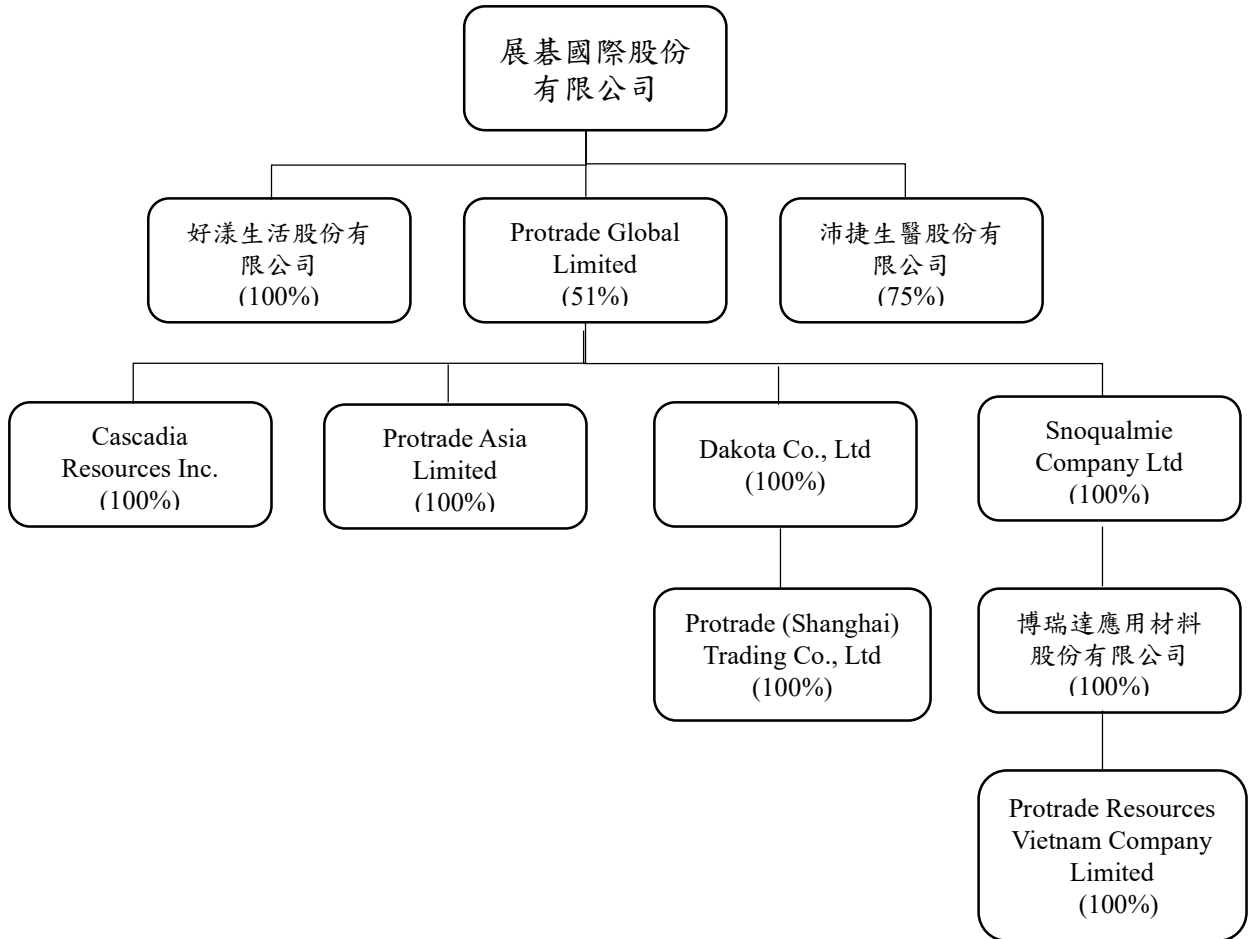 展碁國際股份
有限公司
好漾生活股份有
限公司
(100%)
Protrade Global
Limited
(51%)
沛捷生醫股份有
限公司
(75%)
Cascadia
Resources Inc.
(100%)
Protrade Asia
Limited
(100%)
Dakota Co., Ltd
(100%)
Snoqualmie
Company Ltd
(100%)
Protrade (Shanghai)
Trading Co., Ltd
(100%)
博瑞達應用材料
股份有限公司
(100%)
Protrade Resources
Vietnam Company
Limited
(100%)